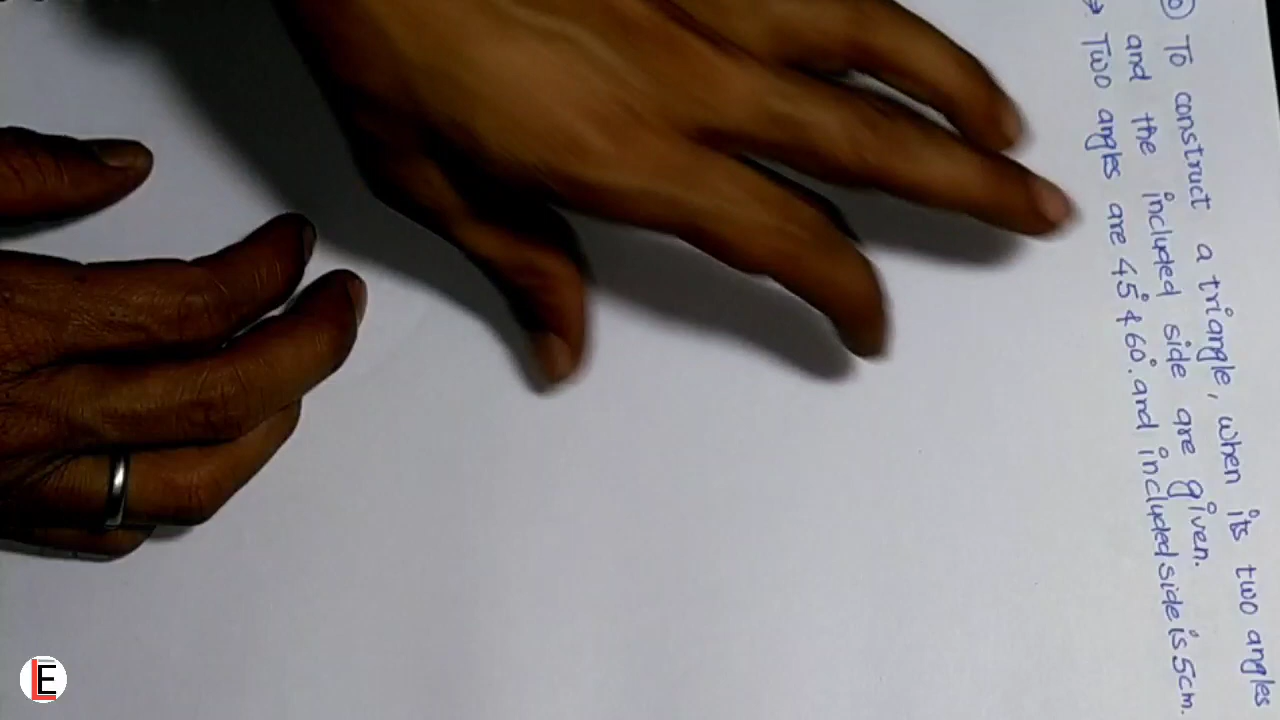 To construct a triangle, when its two angles
and the included side are given.
→ Two angles are 45° & 60°. and included side is 5cm.
LE